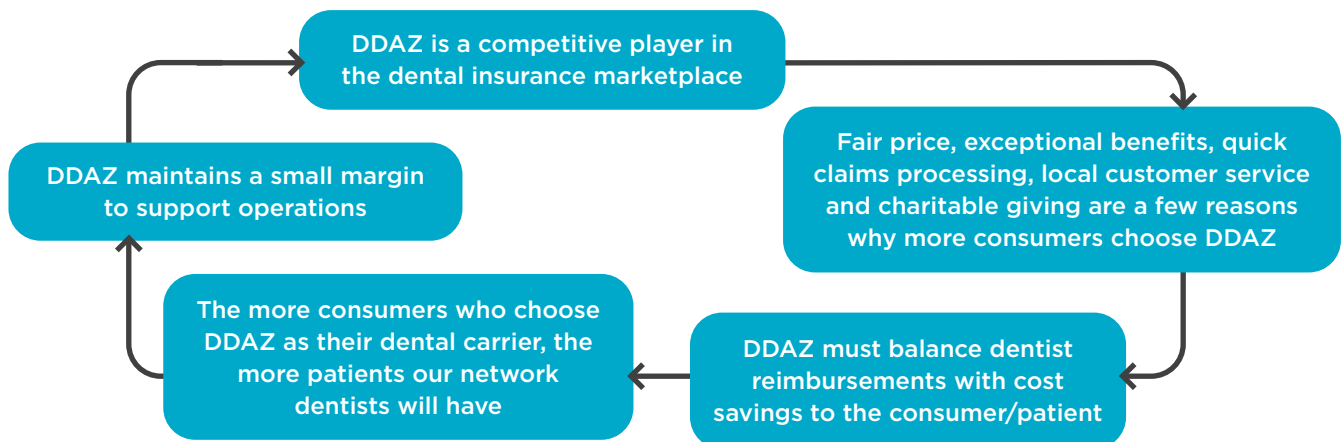 DDAZ is a competitive player in
the dental insurance marketplace
Fair price, exceptional benefits, quick
claims processing, local customer service
and charitable giving are a few reasons
why more consumers choose DDAZ
DDAZ must balance dentist
reimbursements with cost
savings to the consumer/patient
The more consumers who choose
DDAZ as their dental carrier, the
more patients our network
dentists will have
DDAZ maintains a small margin
to support operations